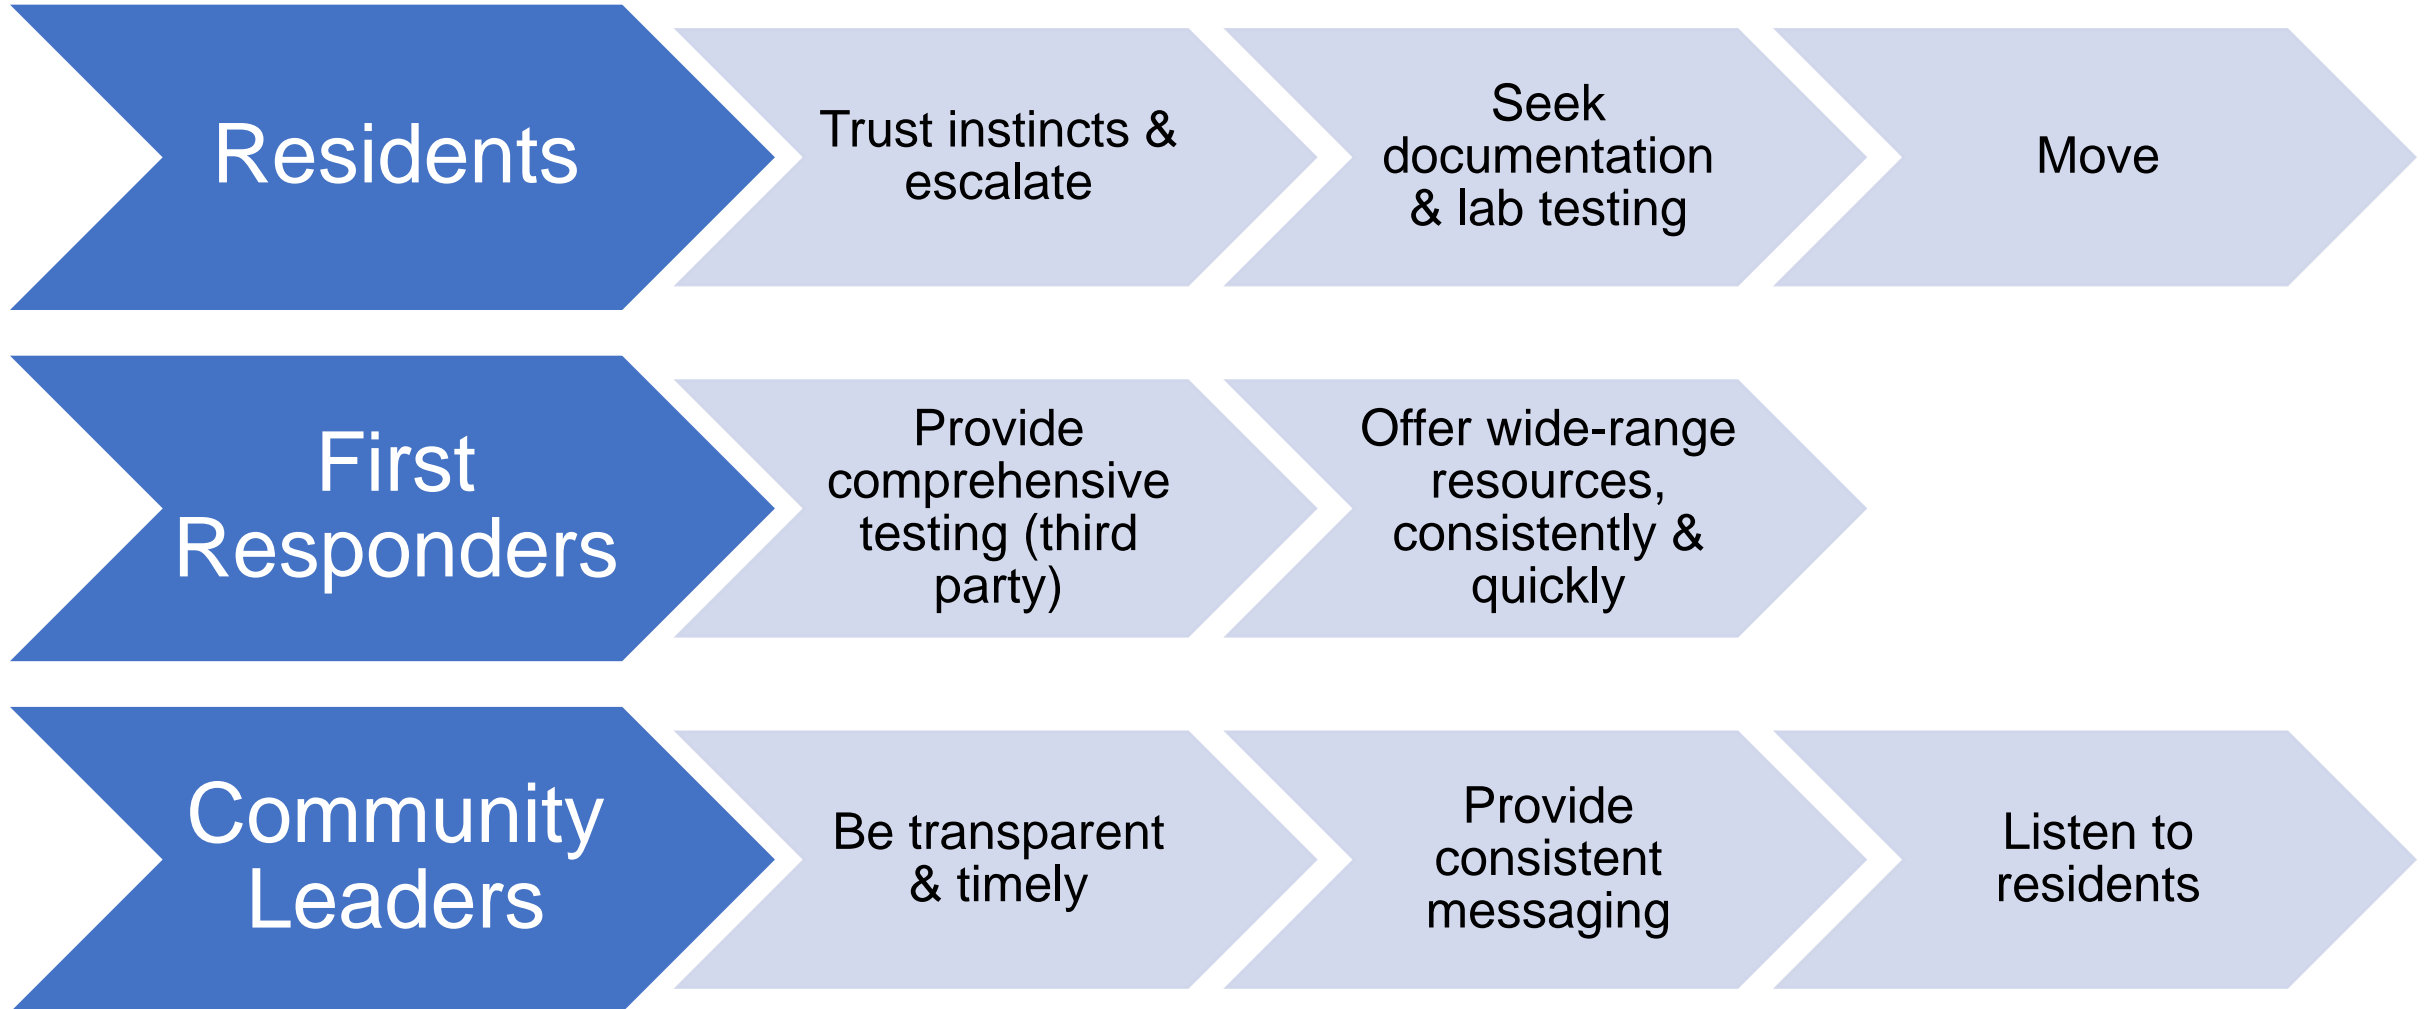 Residents
Trust instincts &
escalate
Seek
documentation
& lab testing
Move
First
Responders
Provide
comprehensive
testing (third
party)
Offer wide-range
resources,
consistently &
quickly
Community
Leaders
Be transparent
& timely
Provide
consistent
messaging
Listen to
residents